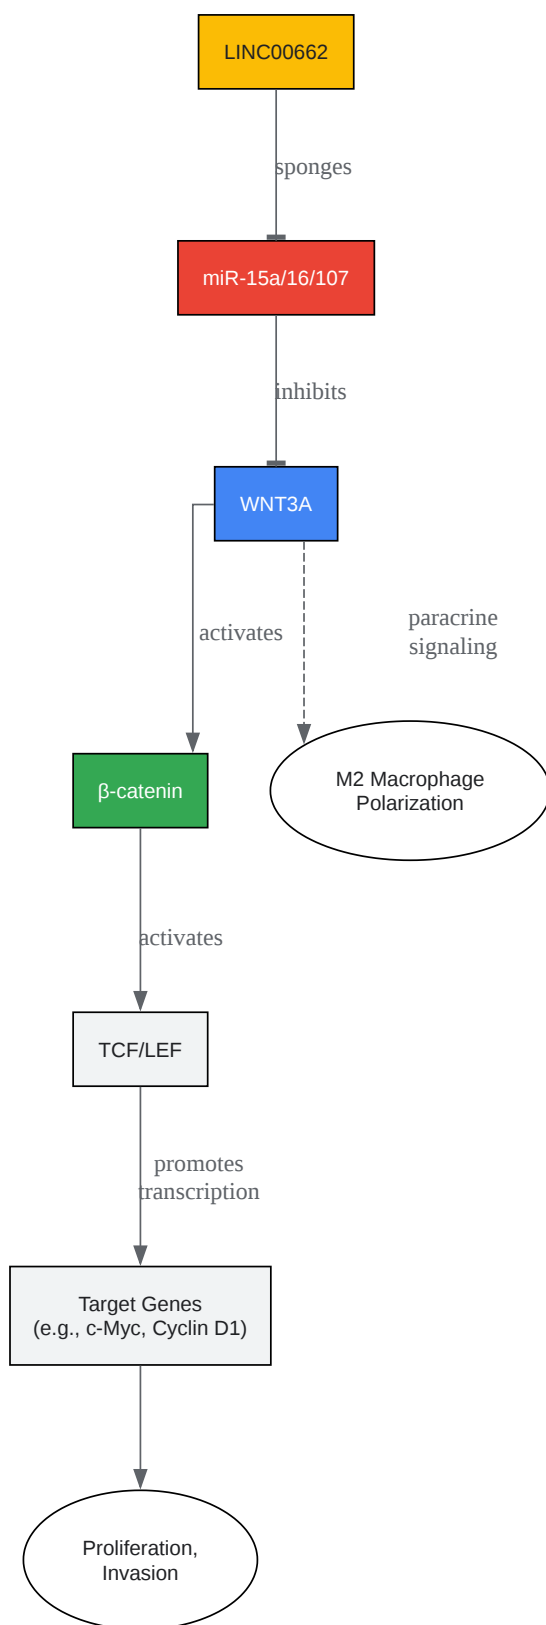 LINC00662
sponges
miR-15a/16/107
inhibits
WNT3A
activates
paracrine
signaling
β-catenin
M2 Macrophage
Polarization
activates
TCF/LEF
promotes
transcription
Target Genes
(e.g., c-Myc, Cyclin D1)
Proliferation,
Invasion